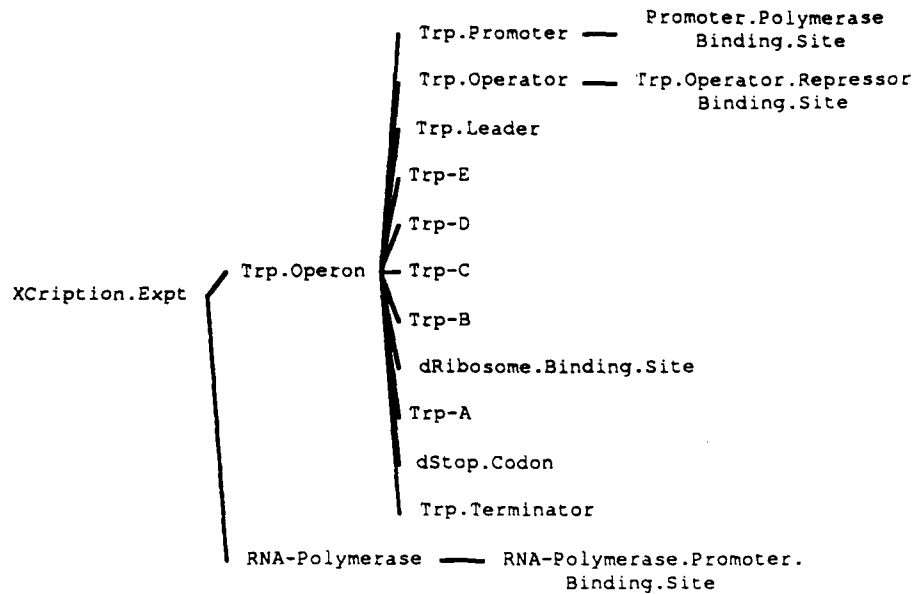 Trp.Promoter
Promoter.Polymerase
Binding.Site
Trp.Operator
Trp.Operator.Repressor
Binding.Site
Trp.Leader
Trp-E
Trp-D
Trp.Operon
Trp-C
XCription.Expt
Trp-B
dRibosome.Binding.Site
Trp-A
dStop.Codon
Trp.Terminator
RNA-Polymerase
RNA-Polymerase.Promoter.
Binding.Site